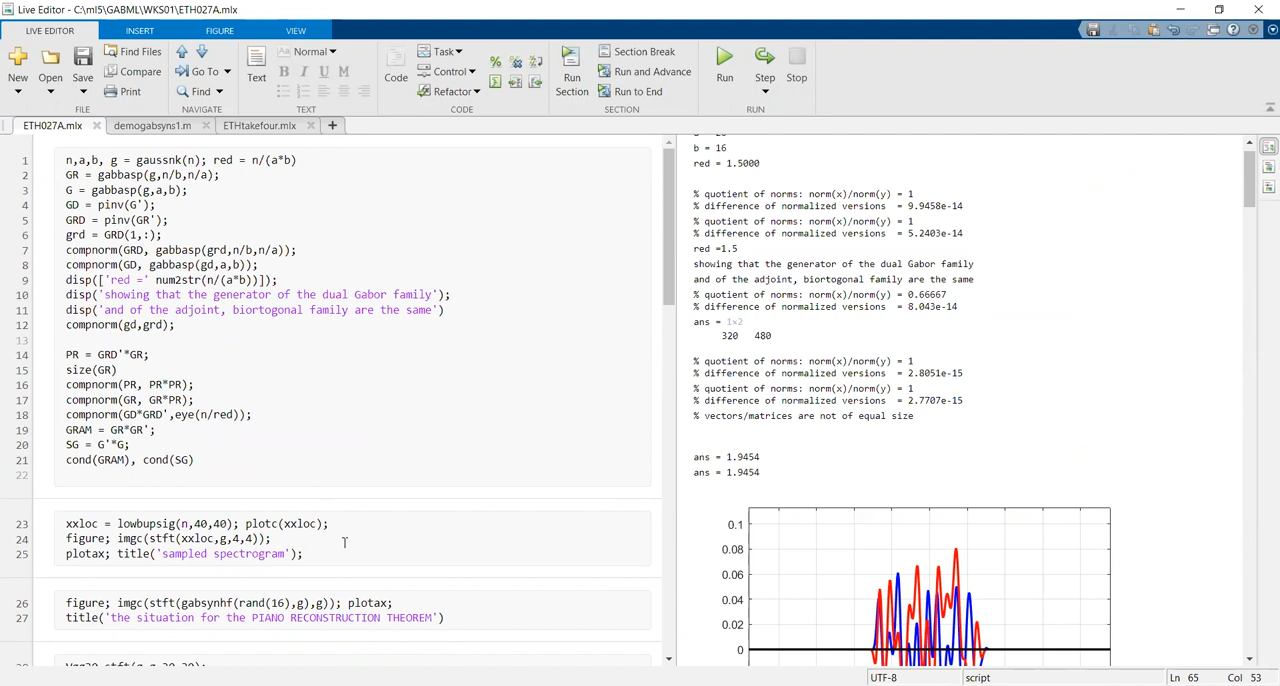 Live Editor - C:\ml5\GABML\WKS01\ETH027A.mlx
LIVE EDITOR INSERT FIGURE VIEW
New Open Save Find Files Compare Print
FILE
Go To Find
NAVIGATE
Text Aa Normal
B I U M
TEXT
Code Task Control Refactor
CODE
Run Section Section Break Run and Advance Run to End
SECTION
Run Step Stop
RUN
ETH027A.mlx demogabsyns1.m ETHtakefour.mlx
1 n,a,b, g = gaussnk(n); red = n/(a*b)
2 GR = gabbasp(g,n/b,n/a);
3 G = gabbasp(g,a,b);
4 GD = pinv(G');
5 GRD = pinv(GR');
6 grd = GRD(1,:);
7 compnorm(GRD, gabbasp(grd,n/b,n/a));
8 compnorm(GD, gabbasp(gd,a,b));
9 disp(['red =' num2str(n/(a*b))]);
10 disp('showing that the generator of the dual Gabor family');
11 disp('and of the adjoint, biortogonal family are the same')
12 compnorm(gd,grd);
13
14 PR = GRD'*GR;
15 size(GR)
16 compnorm(PR, PR*PR);
17 compnorm(GR, GR*PR);
18 compnorm(GD*GRD',eye(n/red));
19 GRAM = GR*GR';
20 SG = G'*G;
21 cond(GRAM), cond(SG)
22
23 xxloc = lowbupsig(n,40,40); plotc(xxloc);
24 figure; imgc(stft(xxloc,g,4,4));
25 plotax; title('sampled spectrogram');
26 figure; imgc(stft(gabsynhf(rand(16),g),g)); plotax;
27 title('the situation for the PIANO RECONSTRUCTION THEOREM')
b = 16
red = 1.5000
% quotient of norms: norm(x)/norm(y) = 1
% difference of normalized versions = 9.9458e-14
% quotient of norms: norm(x)/norm(y) = 1
% difference of normalized versions = 5.2403e-14
red =1.5
showing that the generator of the dual Gabor family
and of the adjoint, biortogonal family are the same
% quotient of norms: norm(x)/norm(y) = 0.66667
% difference of normalized versions = 8.043e-14
ans = 1×2
320 480
% quotient of norms: norm(x)/norm(y) = 1
% difference of normalized versions = 2.8051e-15
% quotient of norms: norm(x)/norm(y) = 1
% difference of normalized versions = 2.7707e-15
% vectors/matrices are not of equal size
ans = 1.9454
ans = 1.9454
0.1
0.08
0.06
0.04
0.02
0
UTF-8 script Ln 65 Col 53